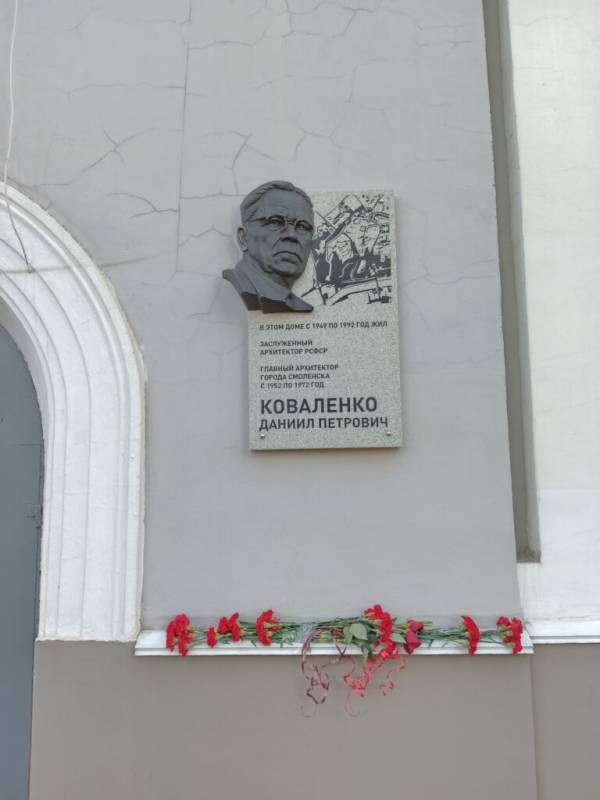 В ЭТОМ ДОМЕ С 1949 ПО 1992 ГОД ЖИЛ
ЗАСЛУЖЕННЫЙ
АРХИТЕКТОР РСФСР
ГЛАВНЫЙ АРХИТЕКТОР
ГОРОДА СМОЛЕНСКА
С 1952 ПО 1972 ГОД
КОВАЛЕНКО
ДАНИИЛ ПЕТРОВИЧ